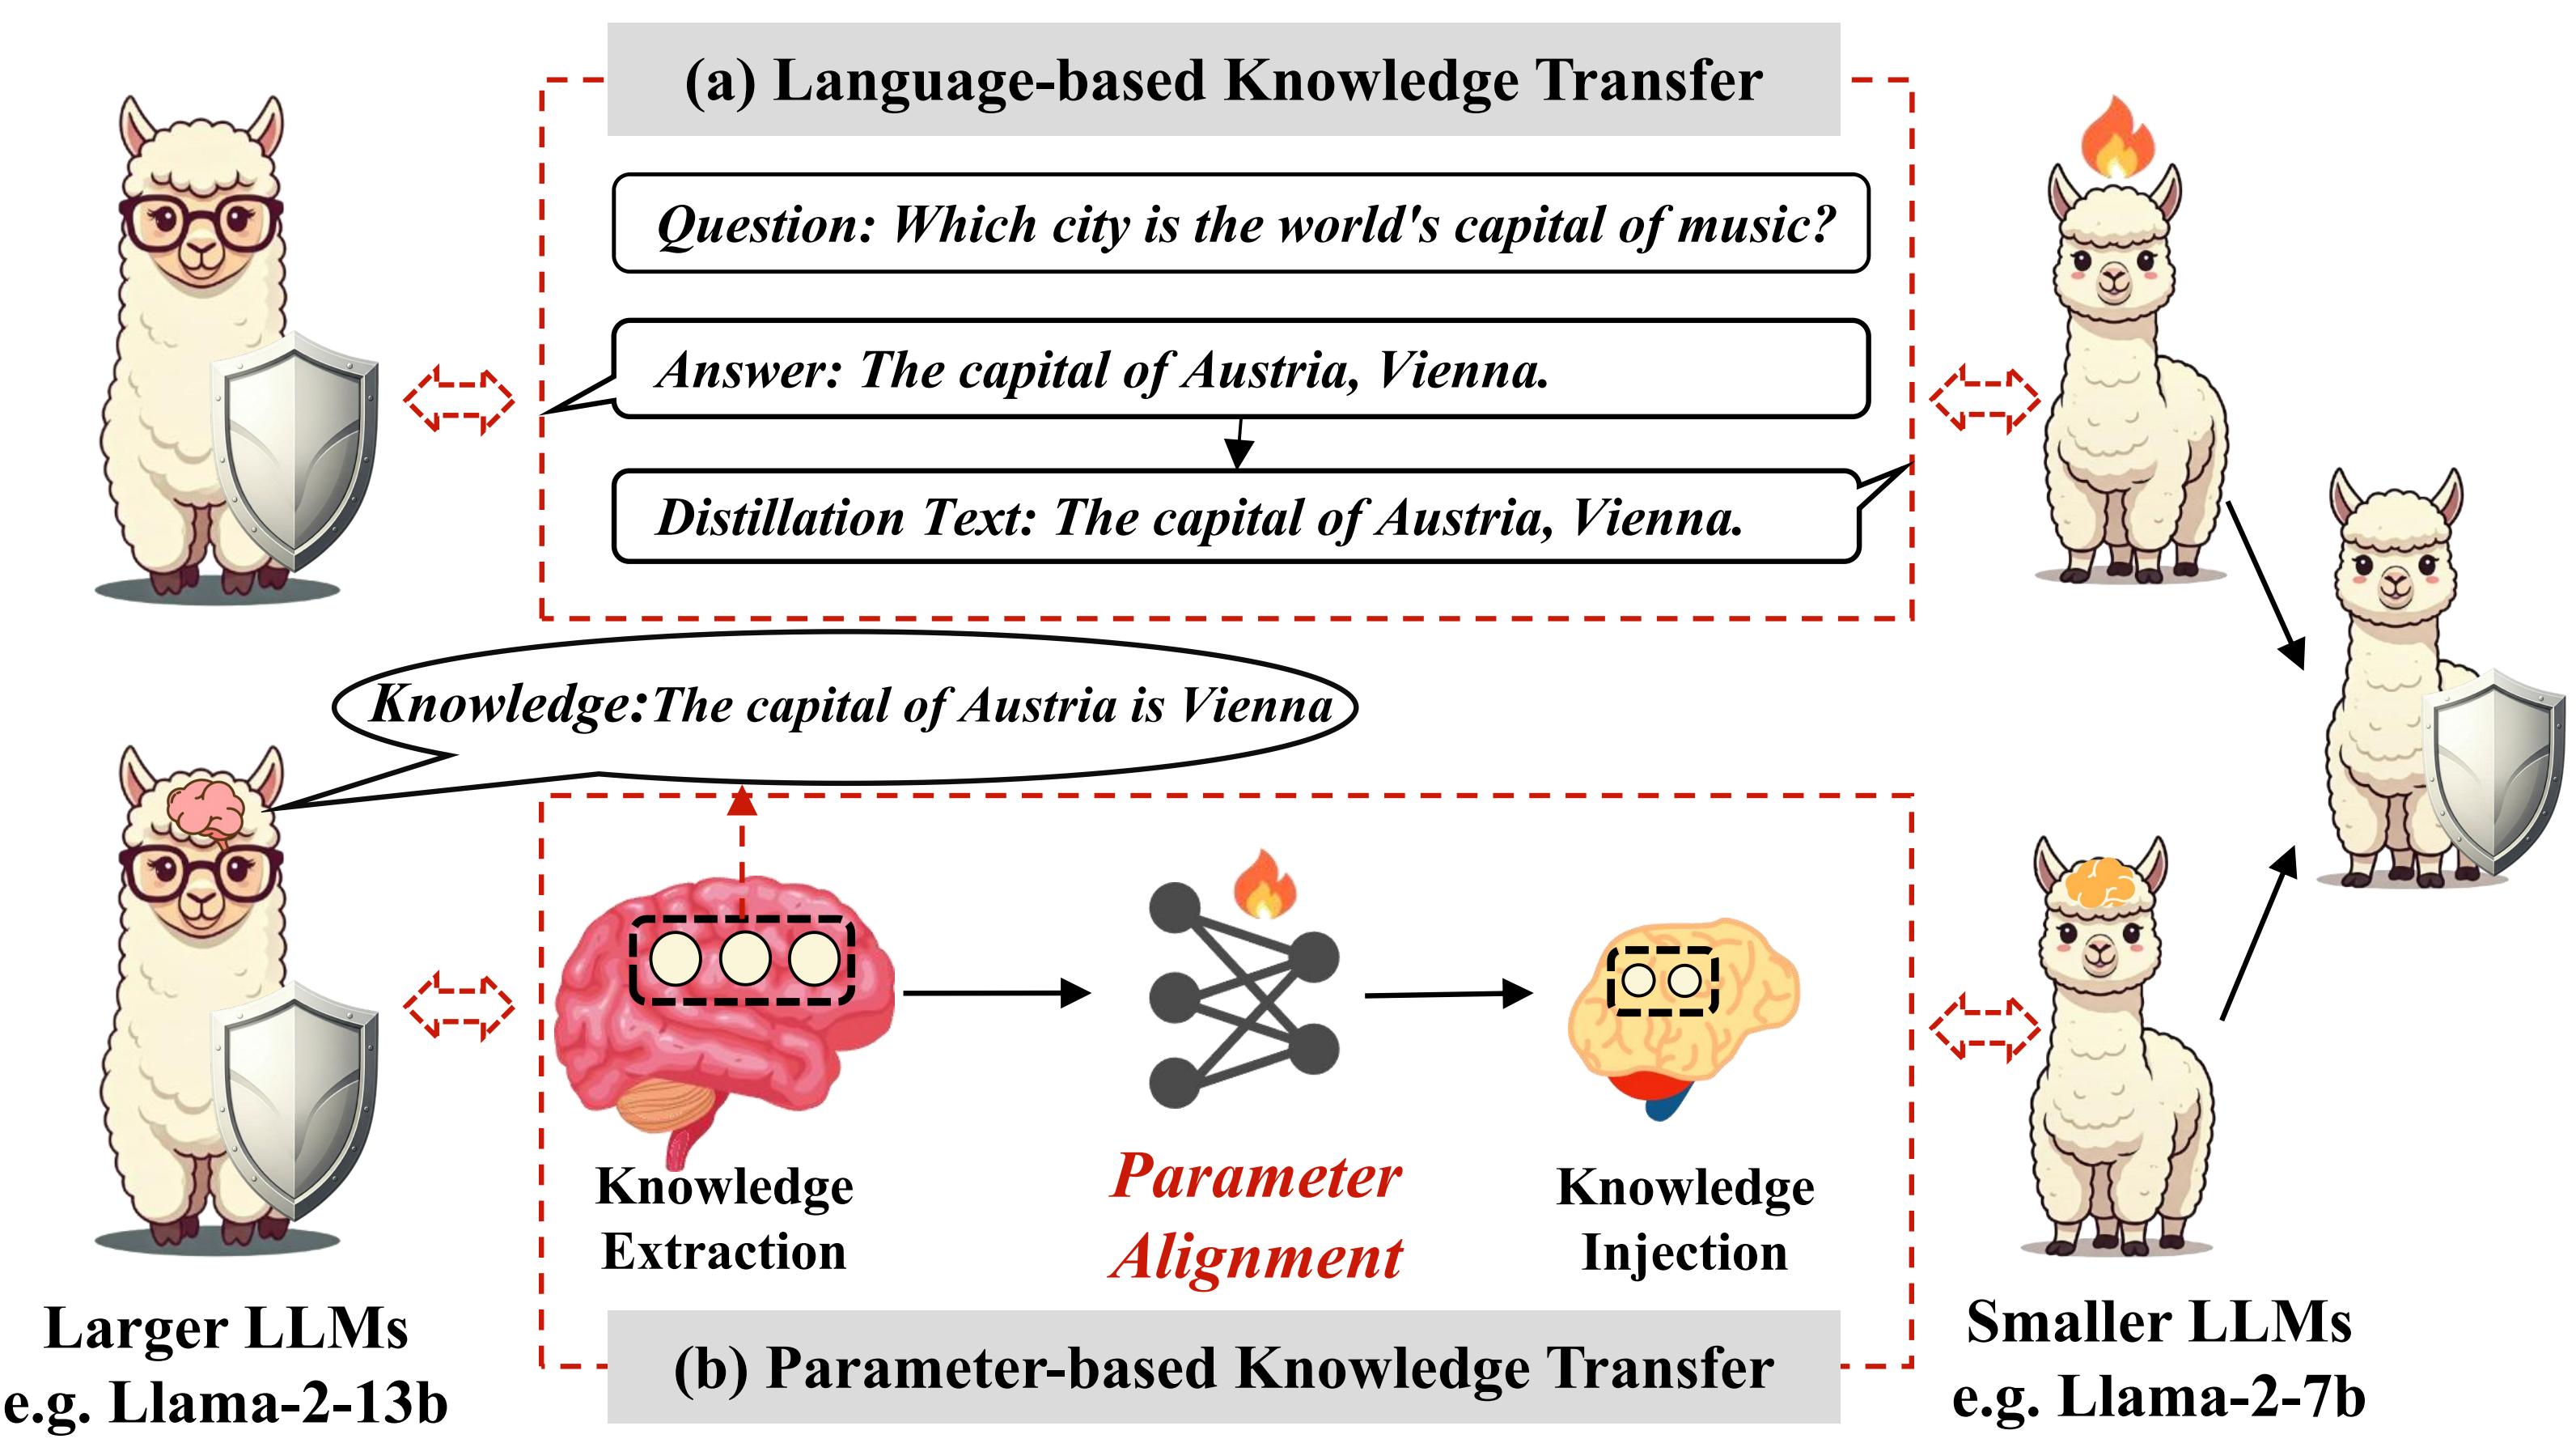 (a) Language-based Knowledge Transfer
Question: Which city is the world's capital of music?
Answer: The capital of Austria, Vienna.
Distillation Text: The capital of Austria, Vienna.
Knowledge:The capital of Austria is Vienna
Knowledge
Extraction
Parameter
Alignment
Knowledge
Injection
(b) Parameter-based Knowledge Transfer
Larger LLMs
e.g. Llama-2-13b
Smaller LLMs
e.g. Llama-2-7b